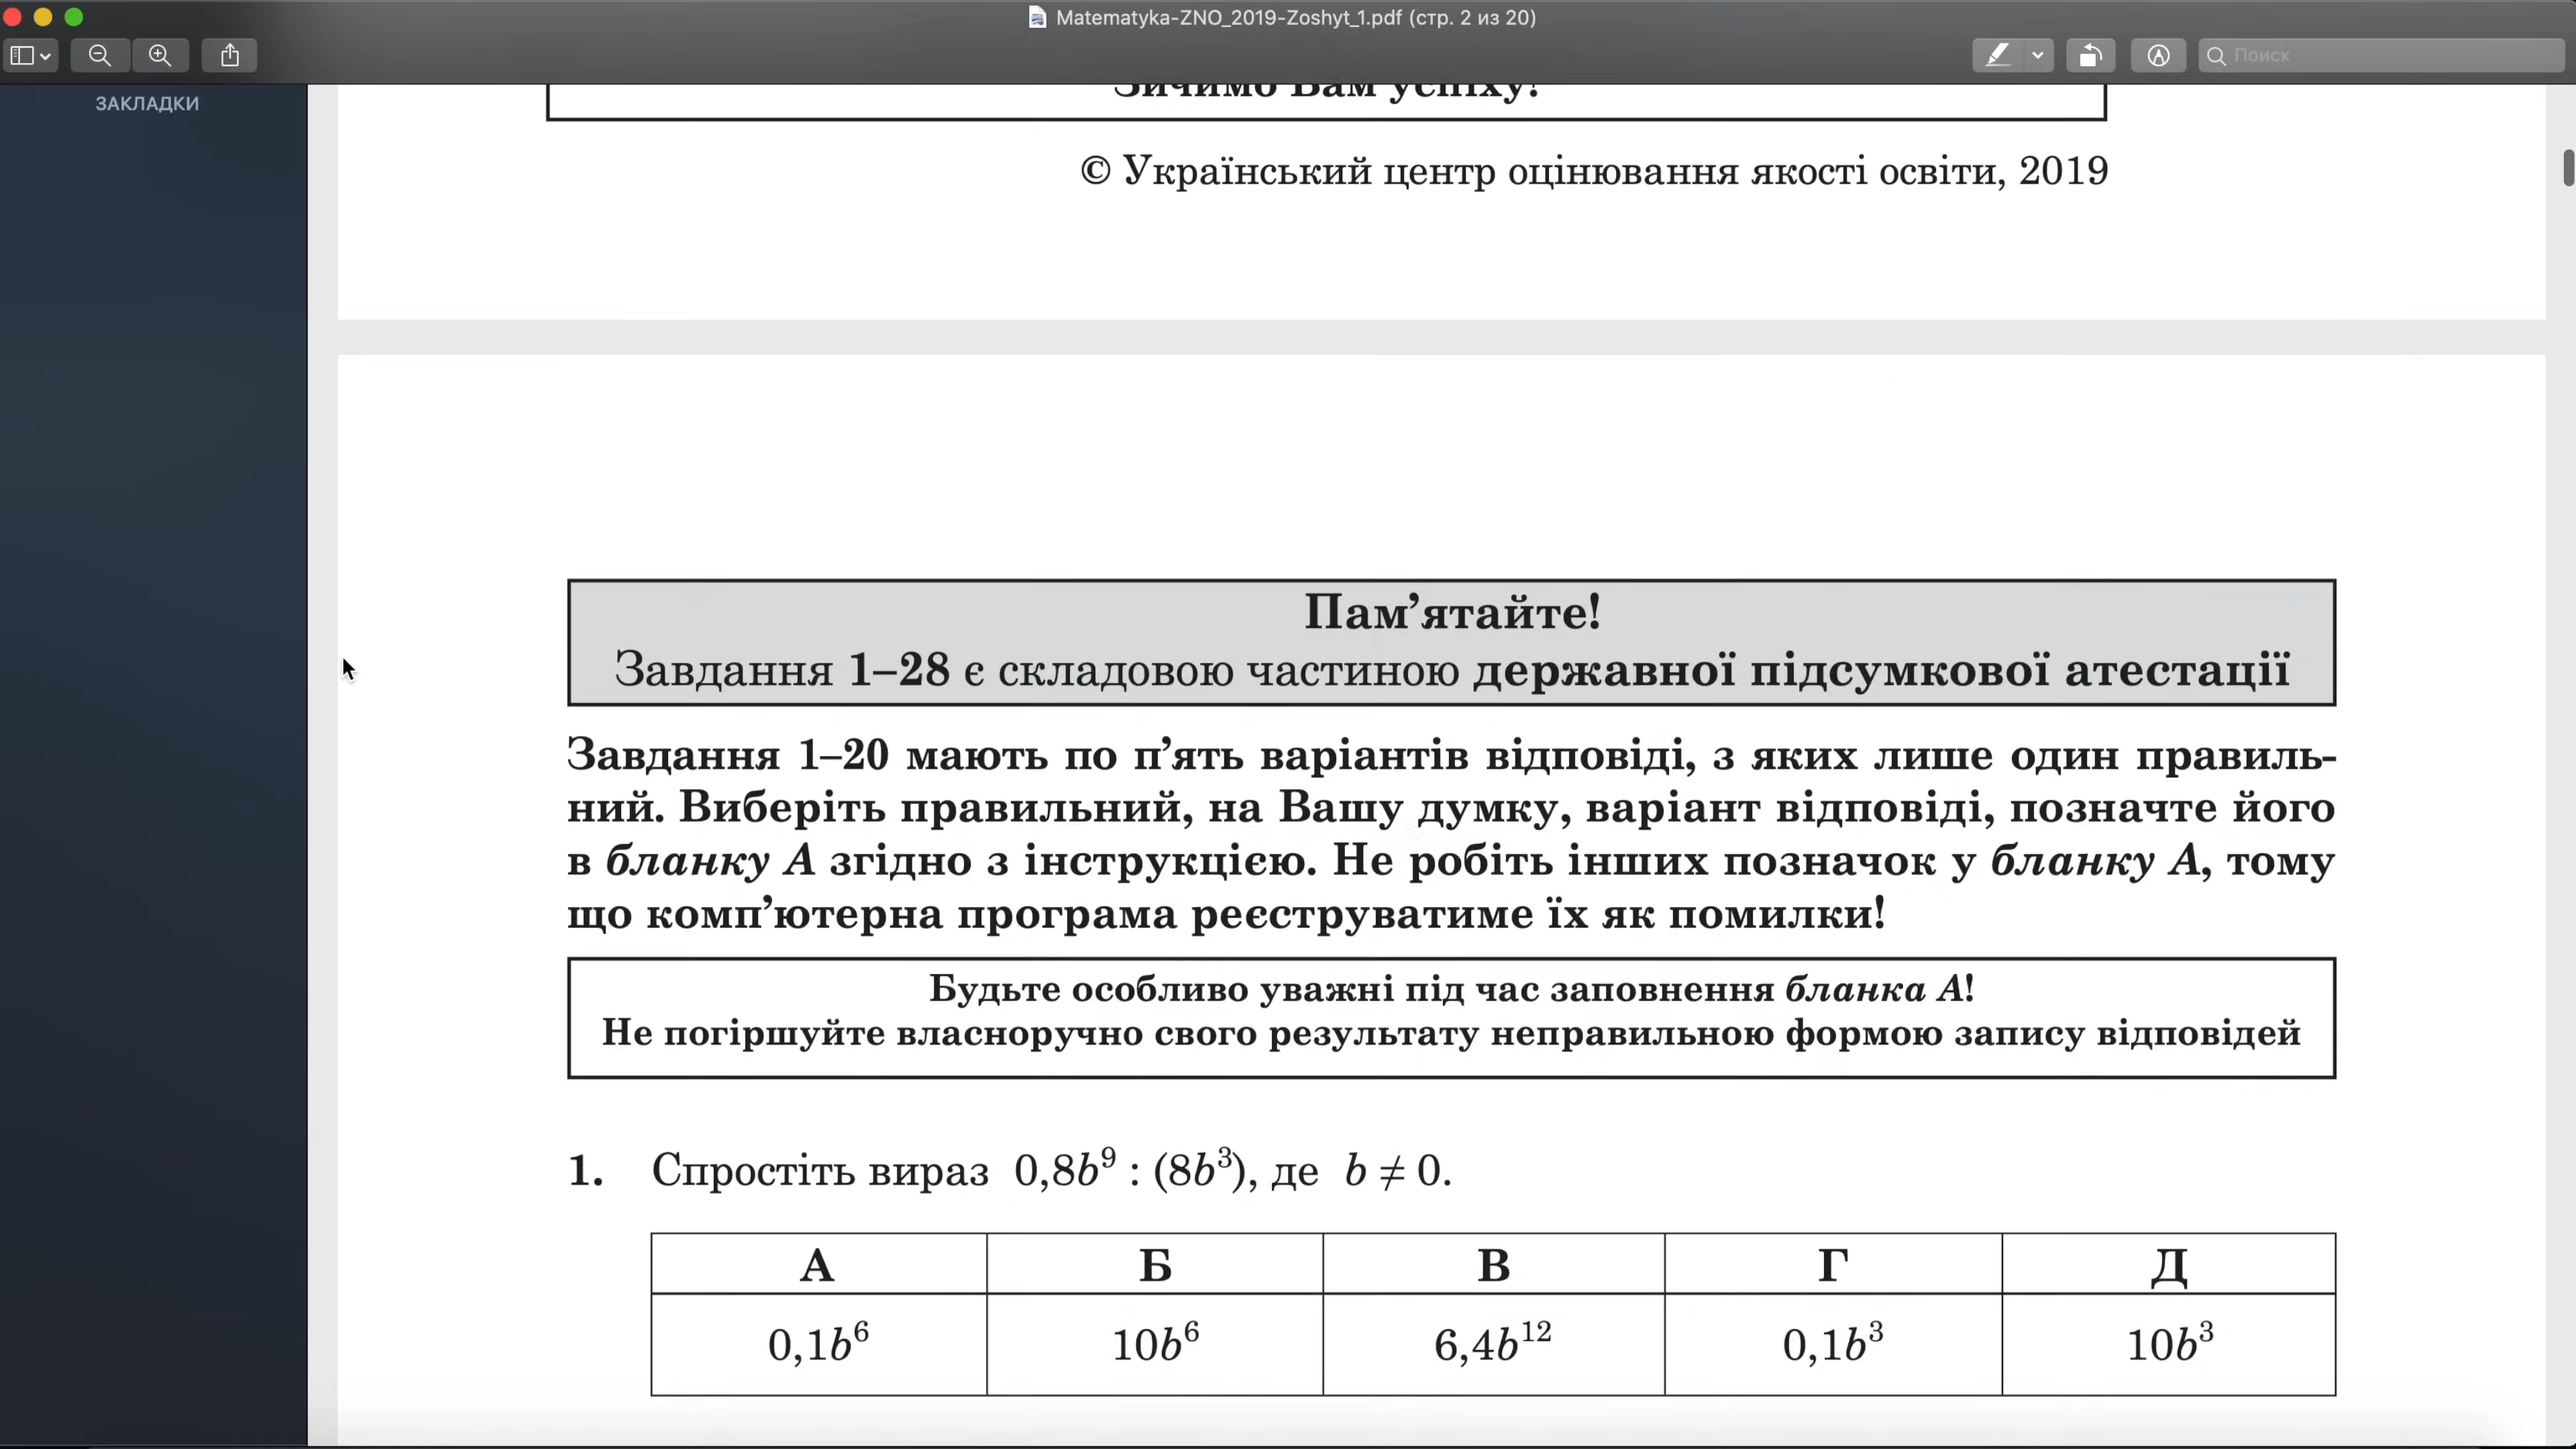 Matematyka-ZNO_2019-Zoshyt_1.pdf (стр. 2 из 20)
Поиск
ЗАКЛАДКИ
Зичимо Вам успіху!
© Український центр оцінювання якості освіти, 2019
Пам’ятайте!
Завдання 1–28 є складовою частиною державної підсумкової атестації
Завдання 1–20 мають по п’ять варіантів відповіді, з яких лише один правиль-
ний. Виберіть правильний, на Вашу думку, варіант відповіді, позначте його
в бланку А згідно з інструкцією. Не робіть інших позначок у бланку А, тому
що комп’ютерна програма реєструватиме їх як помилки!
Будьте особливо уважні під час заповнення бланка А!
Не погіршуйте власноручно свого результату неправильною формою запису відповідей
1. Спростіть вираз 0,8b⁹ : (8b³), де b ≠ 0.
А Б В Г Д
0,1b⁶ 10b⁶ 6,4b¹² 0,1b³ 10b³